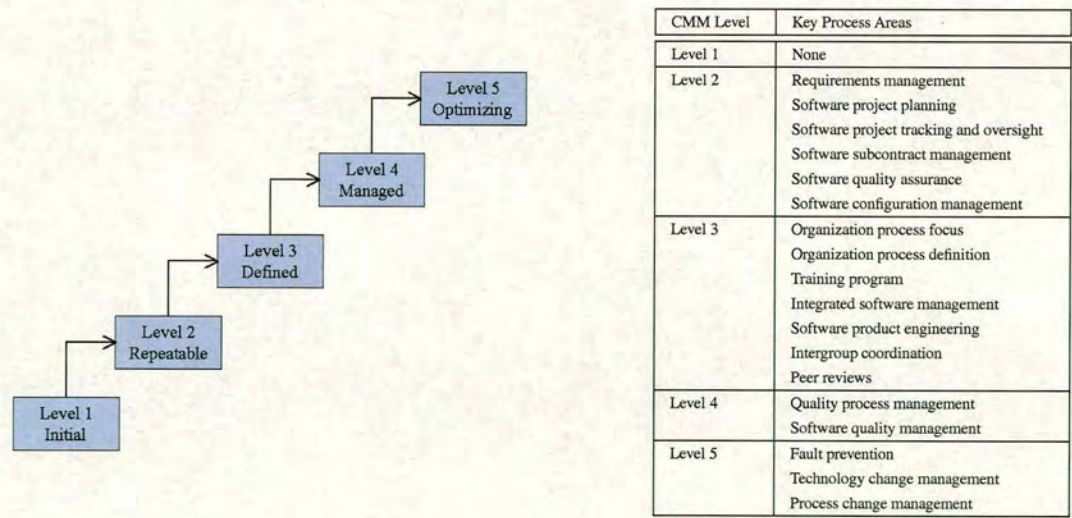 Level 5
Optimizing
Level 4
Managed
Level 3
Defined
Level 2
Repeatable
Level 1
Initial
CMM Level Key Process Areas
Level 1 None
Level 2 Requirements management
Software project planning
Software project tracking and oversight
Software subcontract management
Software quality assurance
Software configuration management
Level 3 Organization process focus
Organization process definition
Training program
Integrated software management
Software product engineering
Intergroup coordination
Peer reviews
Level 4 Quality process management
Software quality management
Level 5 Fault prevention
Technology change management
Process change management